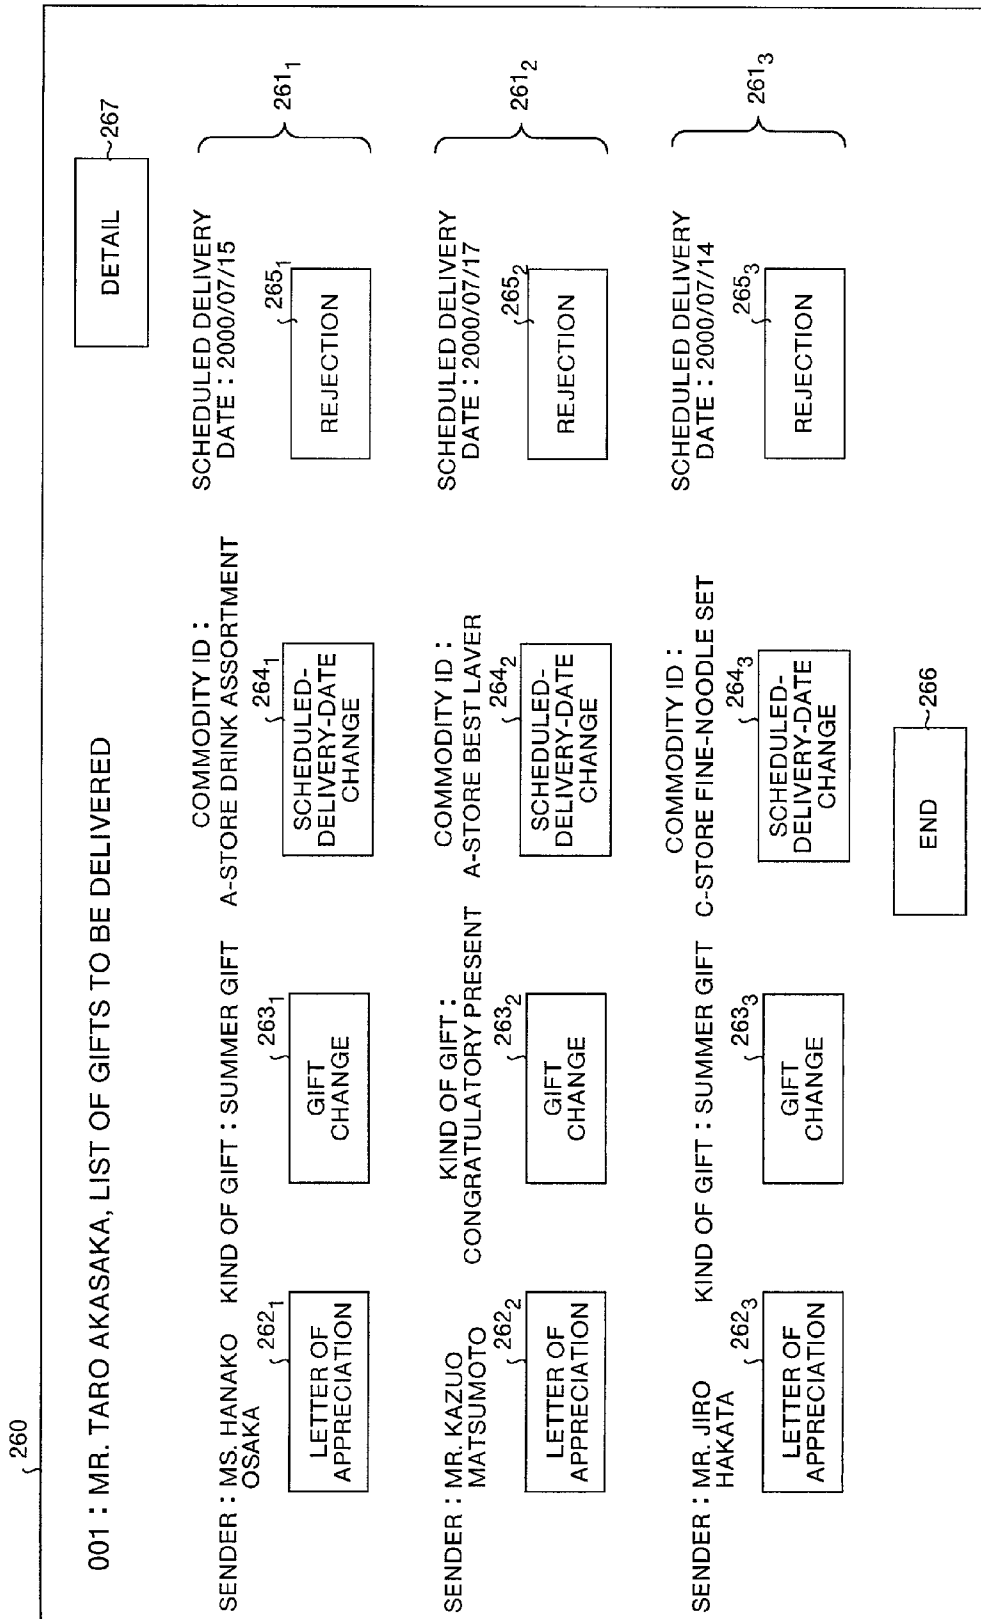 260
001 : MR. TARO AKASAKA, LIST OF GIFTS TO BE DELIVERED
DETAIL
267
SENDER : MS. HANAKO
OSAKA
KIND OF GIFT : SUMMER GIFT
COMMODITY ID :
A-STORE DRINK ASSORTMENT
SCHEDULED DELIVERY
DATE : 2000/07/15
261₁
262₁
LETTER OF
APPRECIATION
263₁
GIFT
CHANGE
264₁
SCHEDULED-
DELIVERY-DATE
CHANGE
265₁
REJECTION
SENDER : MR. KAZUO
MATSUMOTO
KIND OF GIFT :
CONGRATULATORY PRESENT
COMMODITY ID :
A-STORE BEST LAVER
SCHEDULED DELIVERY
DATE : 2000/07/17
261₂
262₂
LETTER OF
APPRECIATION
263₂
GIFT
CHANGE
264₂
SCHEDULED-
DELIVERY-DATE
CHANGE
265₂
REJECTION
SENDER : MR. JIRO
HAKATA
KIND OF GIFT : SUMMER GIFT
COMMODITY ID :
C-STORE FINE-NOODLE SET
SCHEDULED DELIVERY
DATE : 2000/07/14
261₃
262₃
LETTER OF
APPRECIATION
263₃
GIFT
CHANGE
264₃
SCHEDULED-
DELIVERY-DATE
CHANGE
265₃
REJECTION
END
266